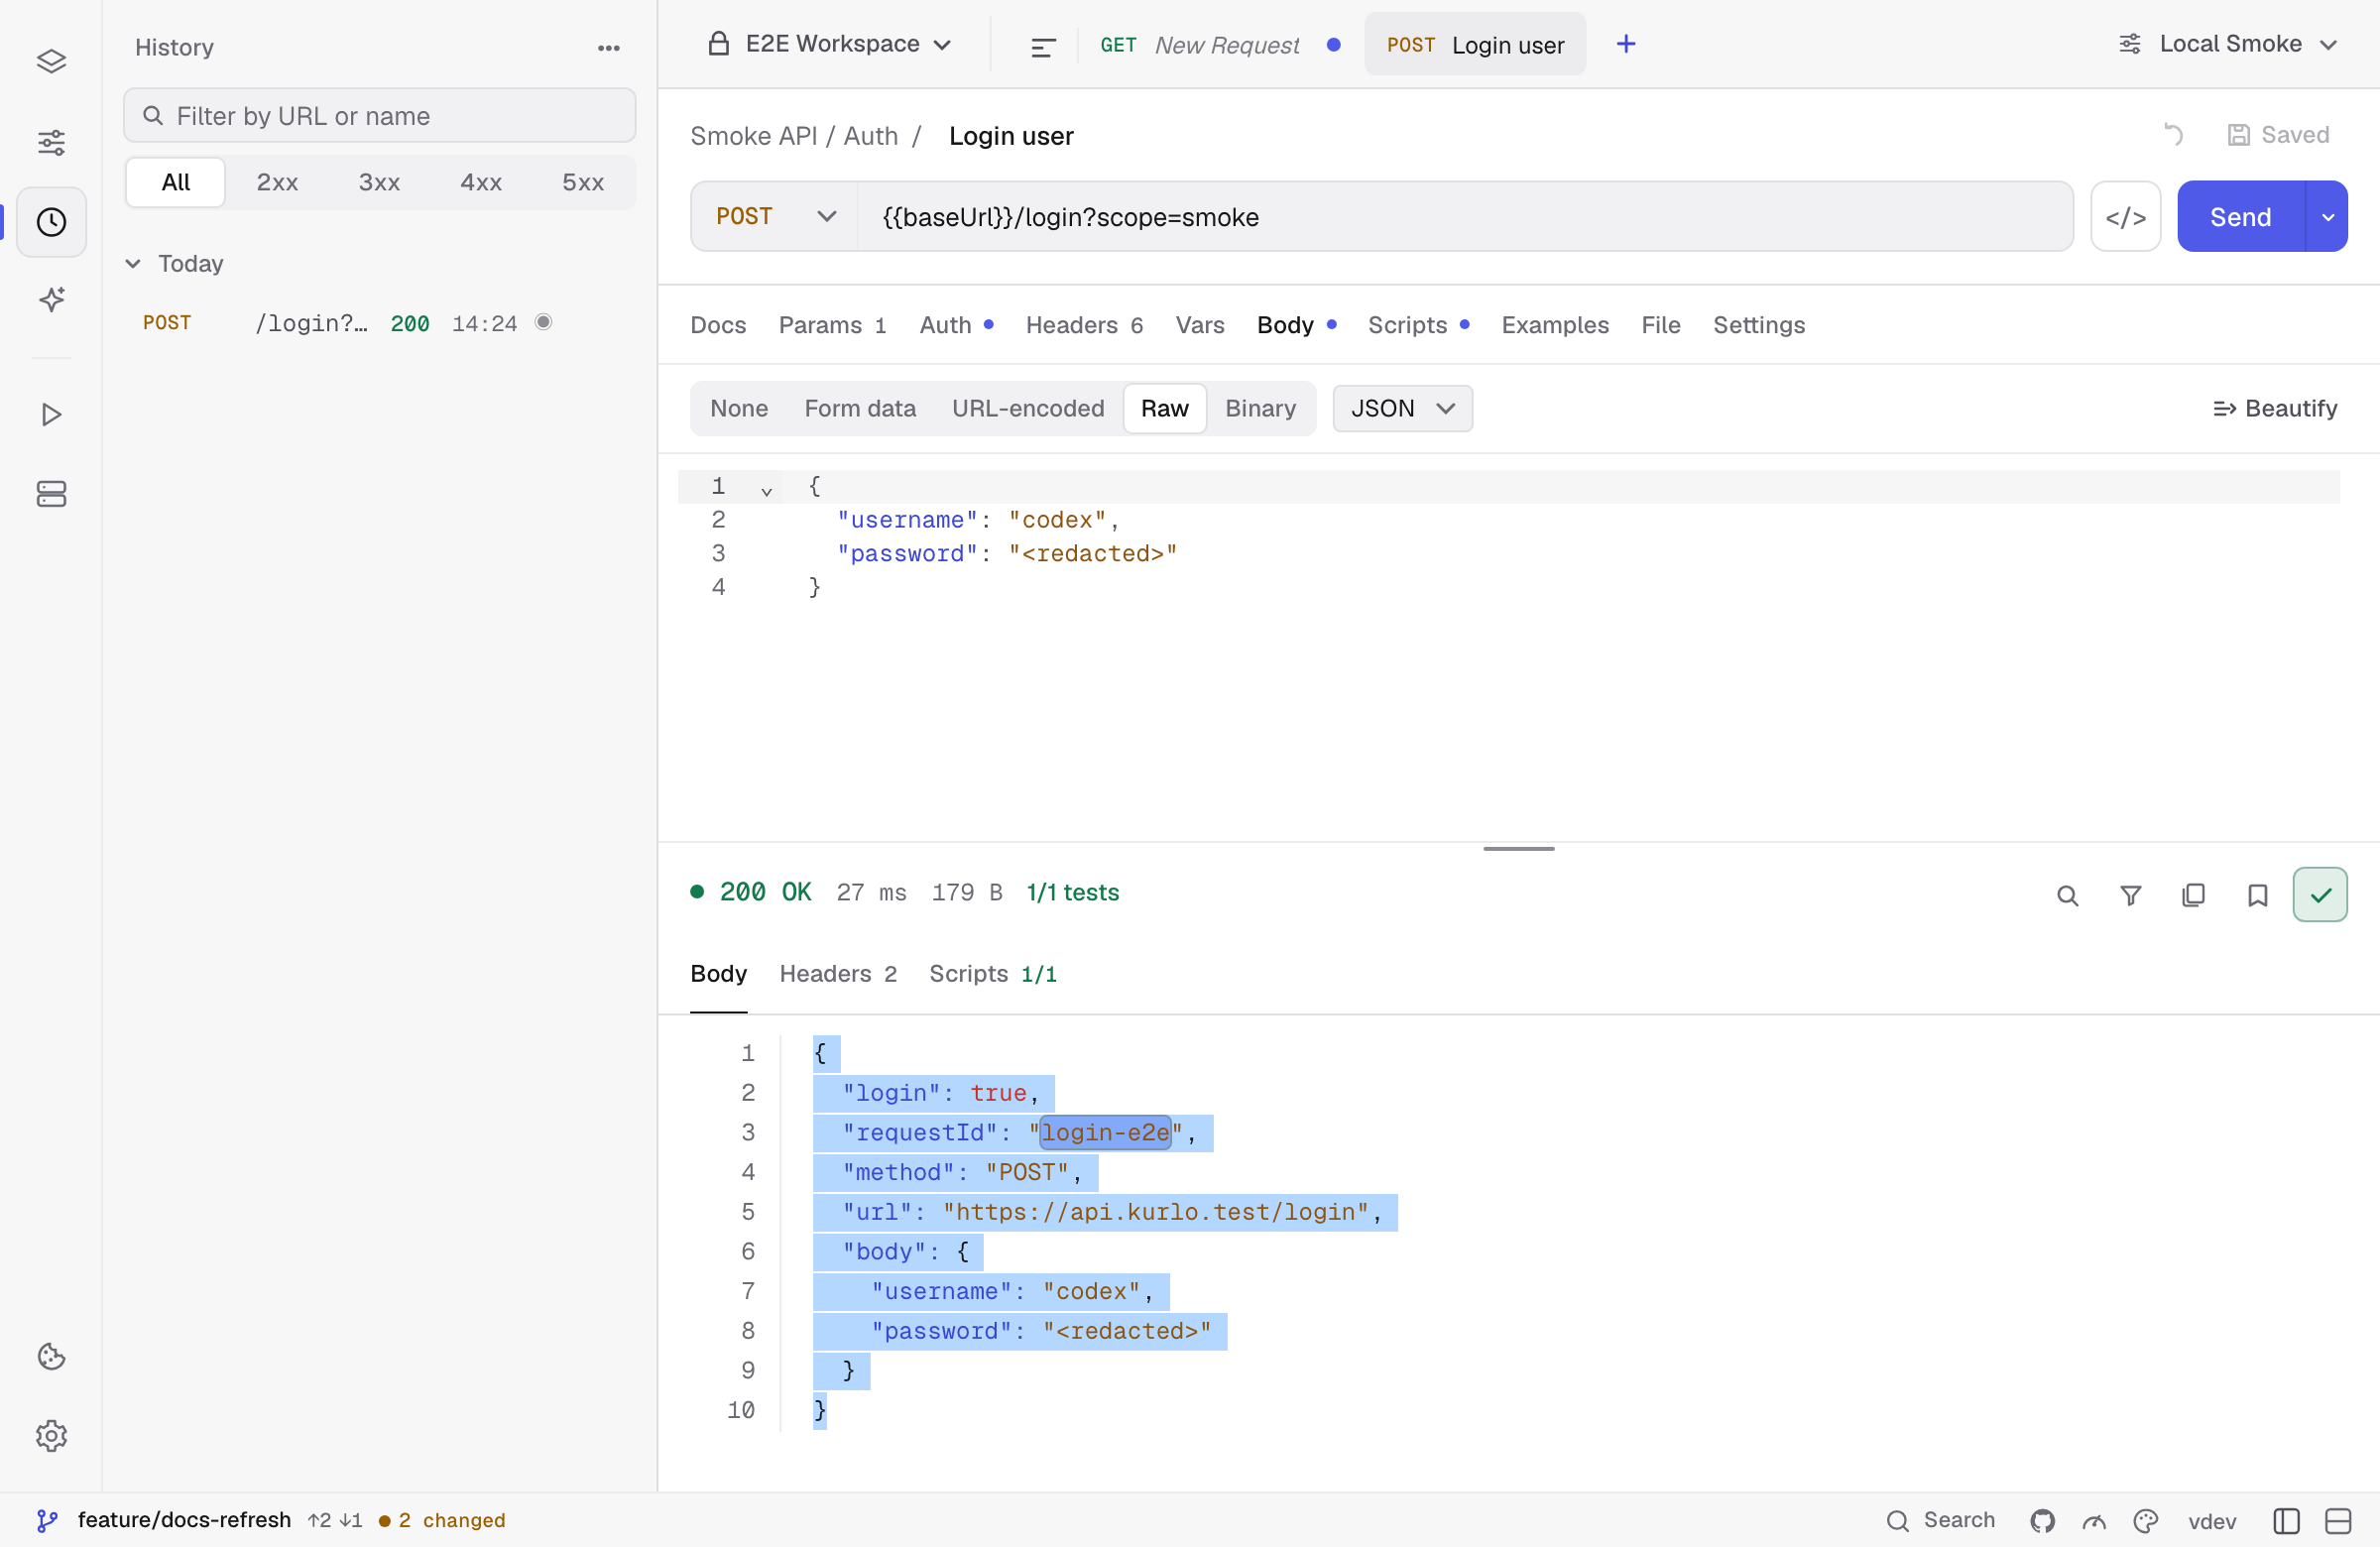 History
Filter by URL or name
All 2xx 3xx 4xx 5xx
Today
POST /login?… 200 14:24
E2E Workspace
GET New Request
POST Login user
+
Local Smoke
Smoke API / Auth / Login user
Saved
POST {{baseUrl}}/login?scope=smoke
</> Send
Docs Params 1 Auth Headers 6 Vars Body Scripts Examples File Settings
None Form data URL-encoded Raw Binary JSON
Beautify
1 {
2 "username": "codex",
3 "password": "<redacted>"
4 }
200 OK 27 ms 179 B 1/1 tests
Body Headers 2 Scripts 1/1
1 {
2 "login": true,
3 "requestId": "login-e2e",
4 "method": "POST",
5 "url": "https://api.kurlo.test/login",
6 "body": {
7 "username": "codex",
8 "password": "<redacted>"
9 }
10 }
feature/docs-refresh ↑2 ↓1 2 changed
Search vdev